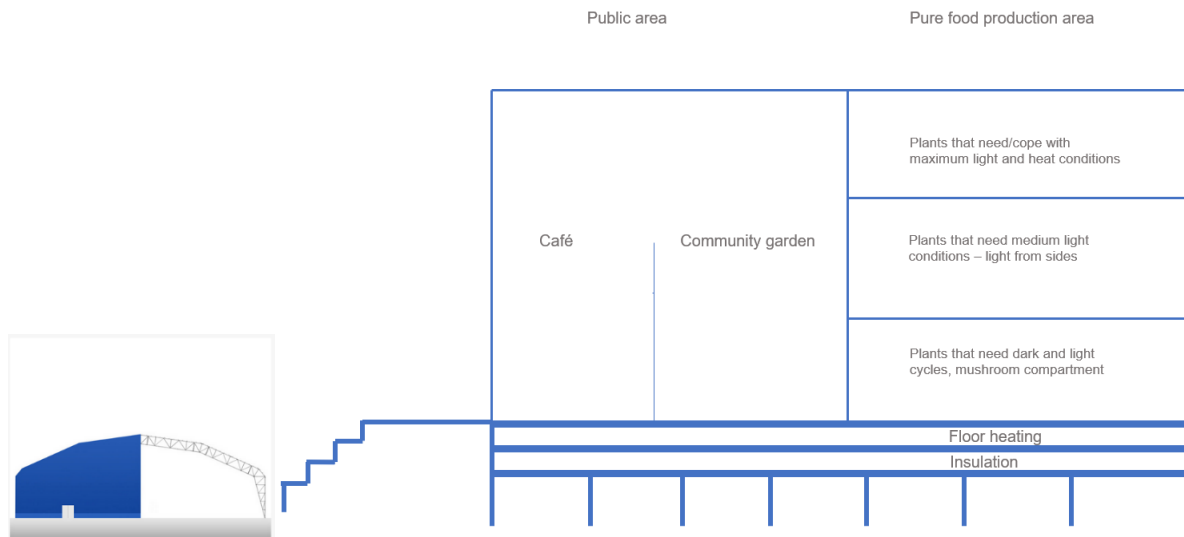 Public area
Pure food production area
Plants that need/cope with
maximum light and heat conditions
Café
Community garden
Plants that need medium light
conditions – light from sides
Plants that need dark and light
cycles, mushroom compartment
Floor heating
Insulation